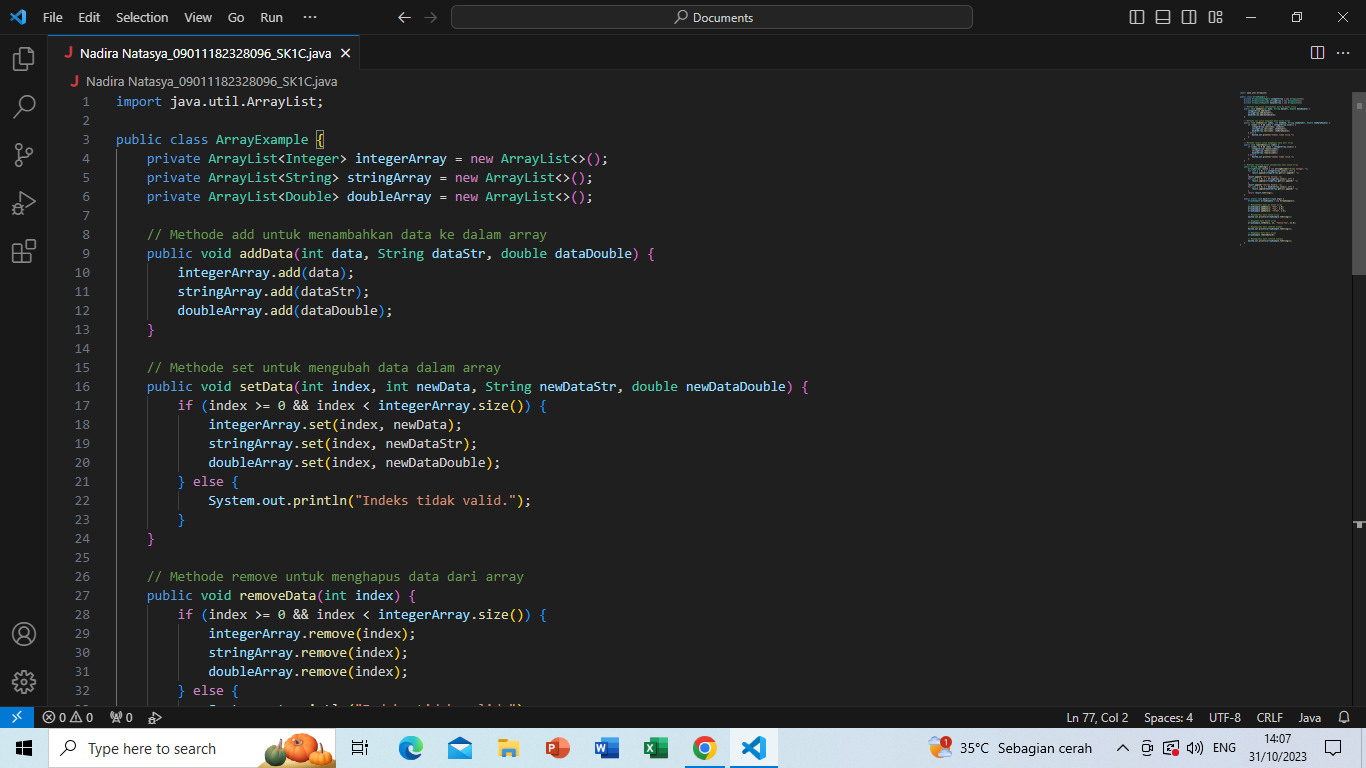 File Edit Selection View Go Run ··· Documents
Nadira Natasya_09011182328096_SK1C.java
Nadira Natasya_09011182328096_SK1C.java
1 import java.util.ArrayList;
2
3 public class ArrayExample {
4 private ArrayList<Integer> integerArray = new ArrayList<>();
5 private ArrayList<String> stringArray = new ArrayList<>();
6 private ArrayList<Double> doubleArray = new ArrayList<>();
7
8 // Methode add untuk menambahkan data ke dalam array
9 public void addData(int data, String dataStr, double dataDouble) {
10 integerArray.add(data);
11 stringArray.add(dataStr);
12 doubleArray.add(dataDouble);
13 }
14
15 // Methode set untuk mengubah data dalam array
16 public void setData(int index, int newData, String newDataStr, double newDataDouble) {
17 if (index >= 0 && index < integerArray.size()) {
18 integerArray.set(index, newData);
19 stringArray.set(index, newDataStr);
20 doubleArray.set(index, newDataDouble);
21 } else {
22 System.out.println("Indeks tidak valid.");
23 }
24 }
25
26 // Methode remove untuk menghapus data dari array
27 public void removeData(int index) {
28 if (index >= 0 && index < integerArray.size()) {
29 integerArray.remove(index);
30 stringArray.remove(index);
31 doubleArray.remove(index);
32 } else {
0 0 0 Ln 77, Col 2 Spaces: 4 UTF-8 CRLF Java
Type here to search 1 35°C Sebagian cerah ENG 14:07
31/10/2023